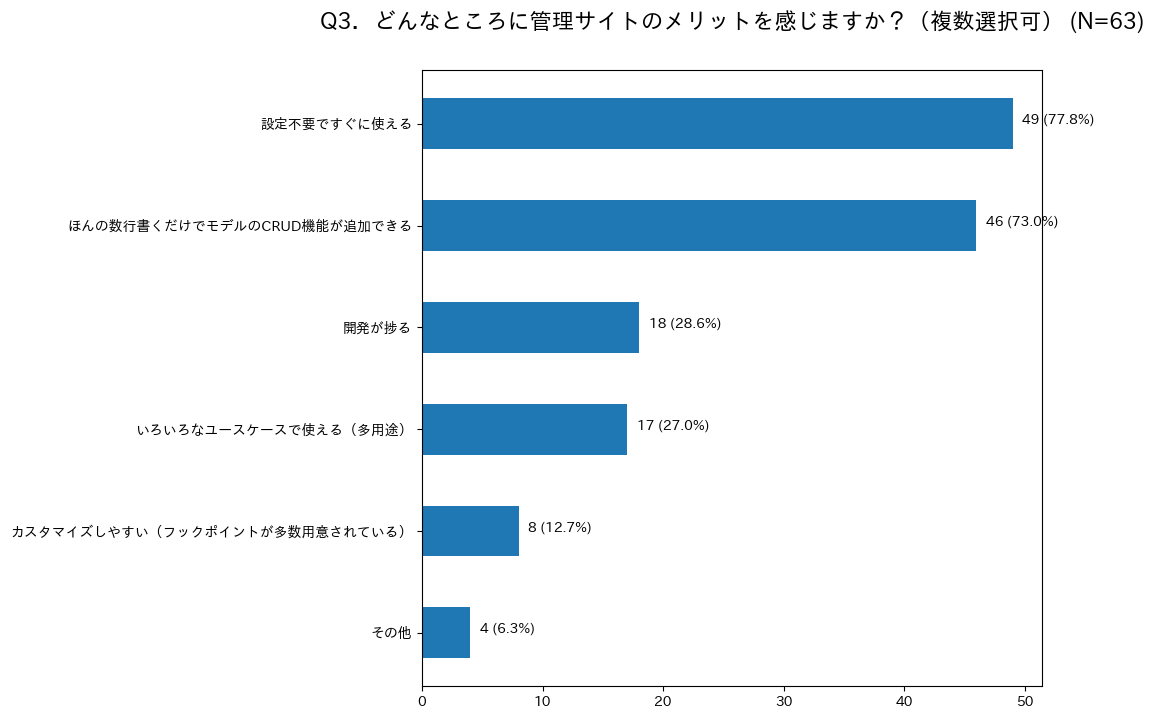 Q3. どんなところに管理サイトのメリットを感じますか？（複数選択可） (N=63)
設定不要ですぐに使える
49 (77.8%)
ほんの数行書くだけでモデルのCRUD機能が追加できる
46 (73.0%)
開発が捗る
18 (28.6%)
いろいろなユースケースで使える（多用途）
17 (27.0%)
カスタマイズしやすい（フックポイントが多数用意されている）
8 (12.7%)
その他
4 (6.3%)
0 10 20 30 40 50